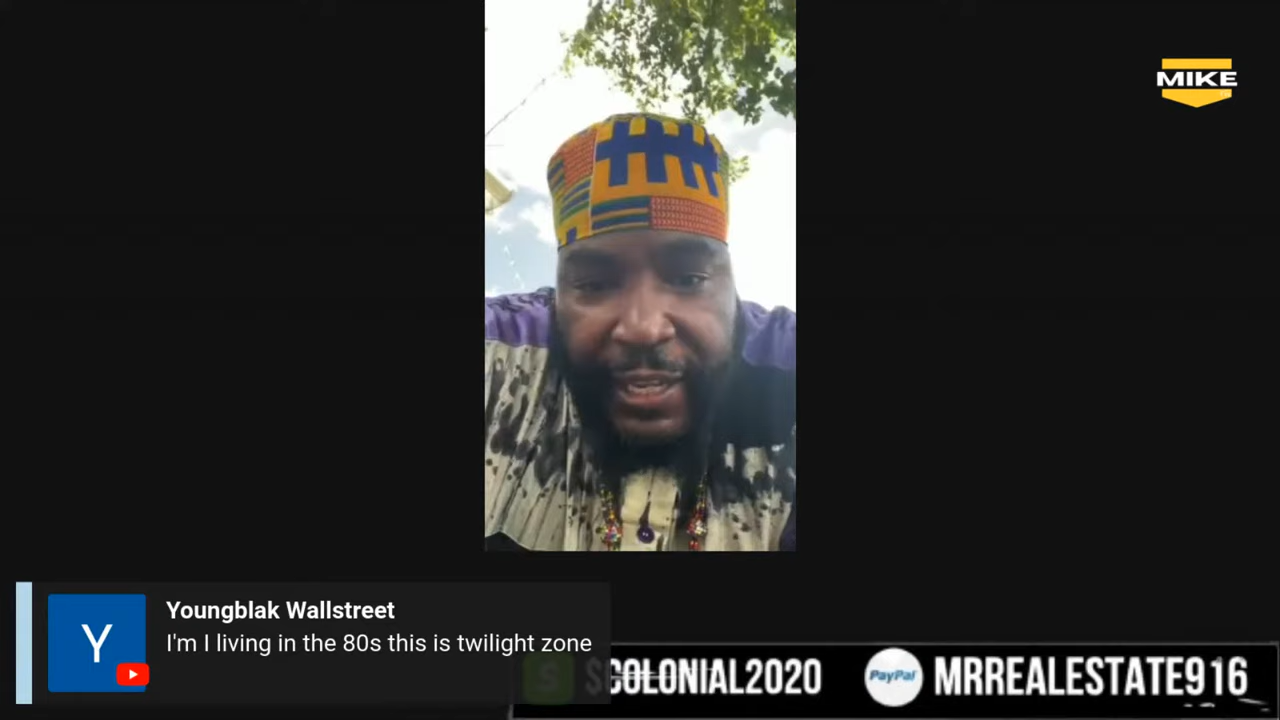 MIKE
Youngblak Wallstreet
Y
I'm I living in the 80s this is twilight zone
$COLONIAL2020
PayPal
MRREALESTATE916